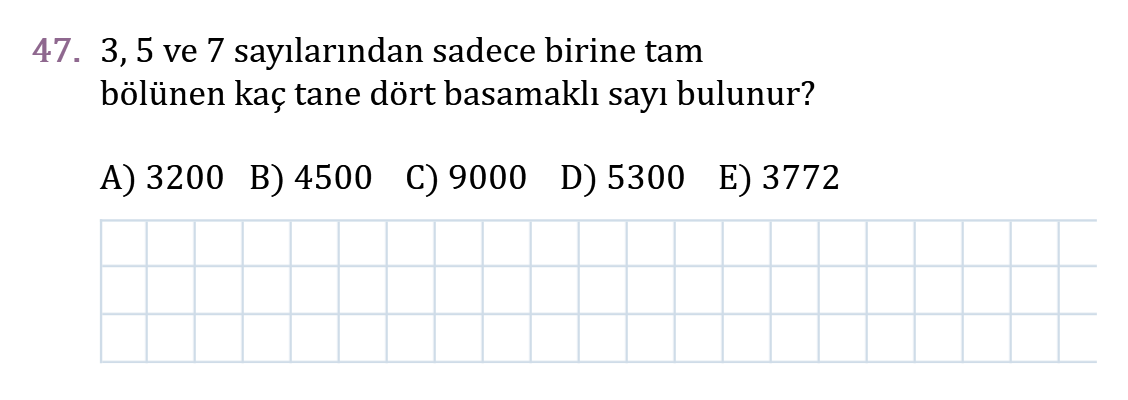 47. 3, 5 ve 7 sayılarından sadece birine tam
bölünen kaç tane dört basamaklı sayı bulunur?
A) 3200 B) 4500 C) 9000 D) 5300 E) 3772